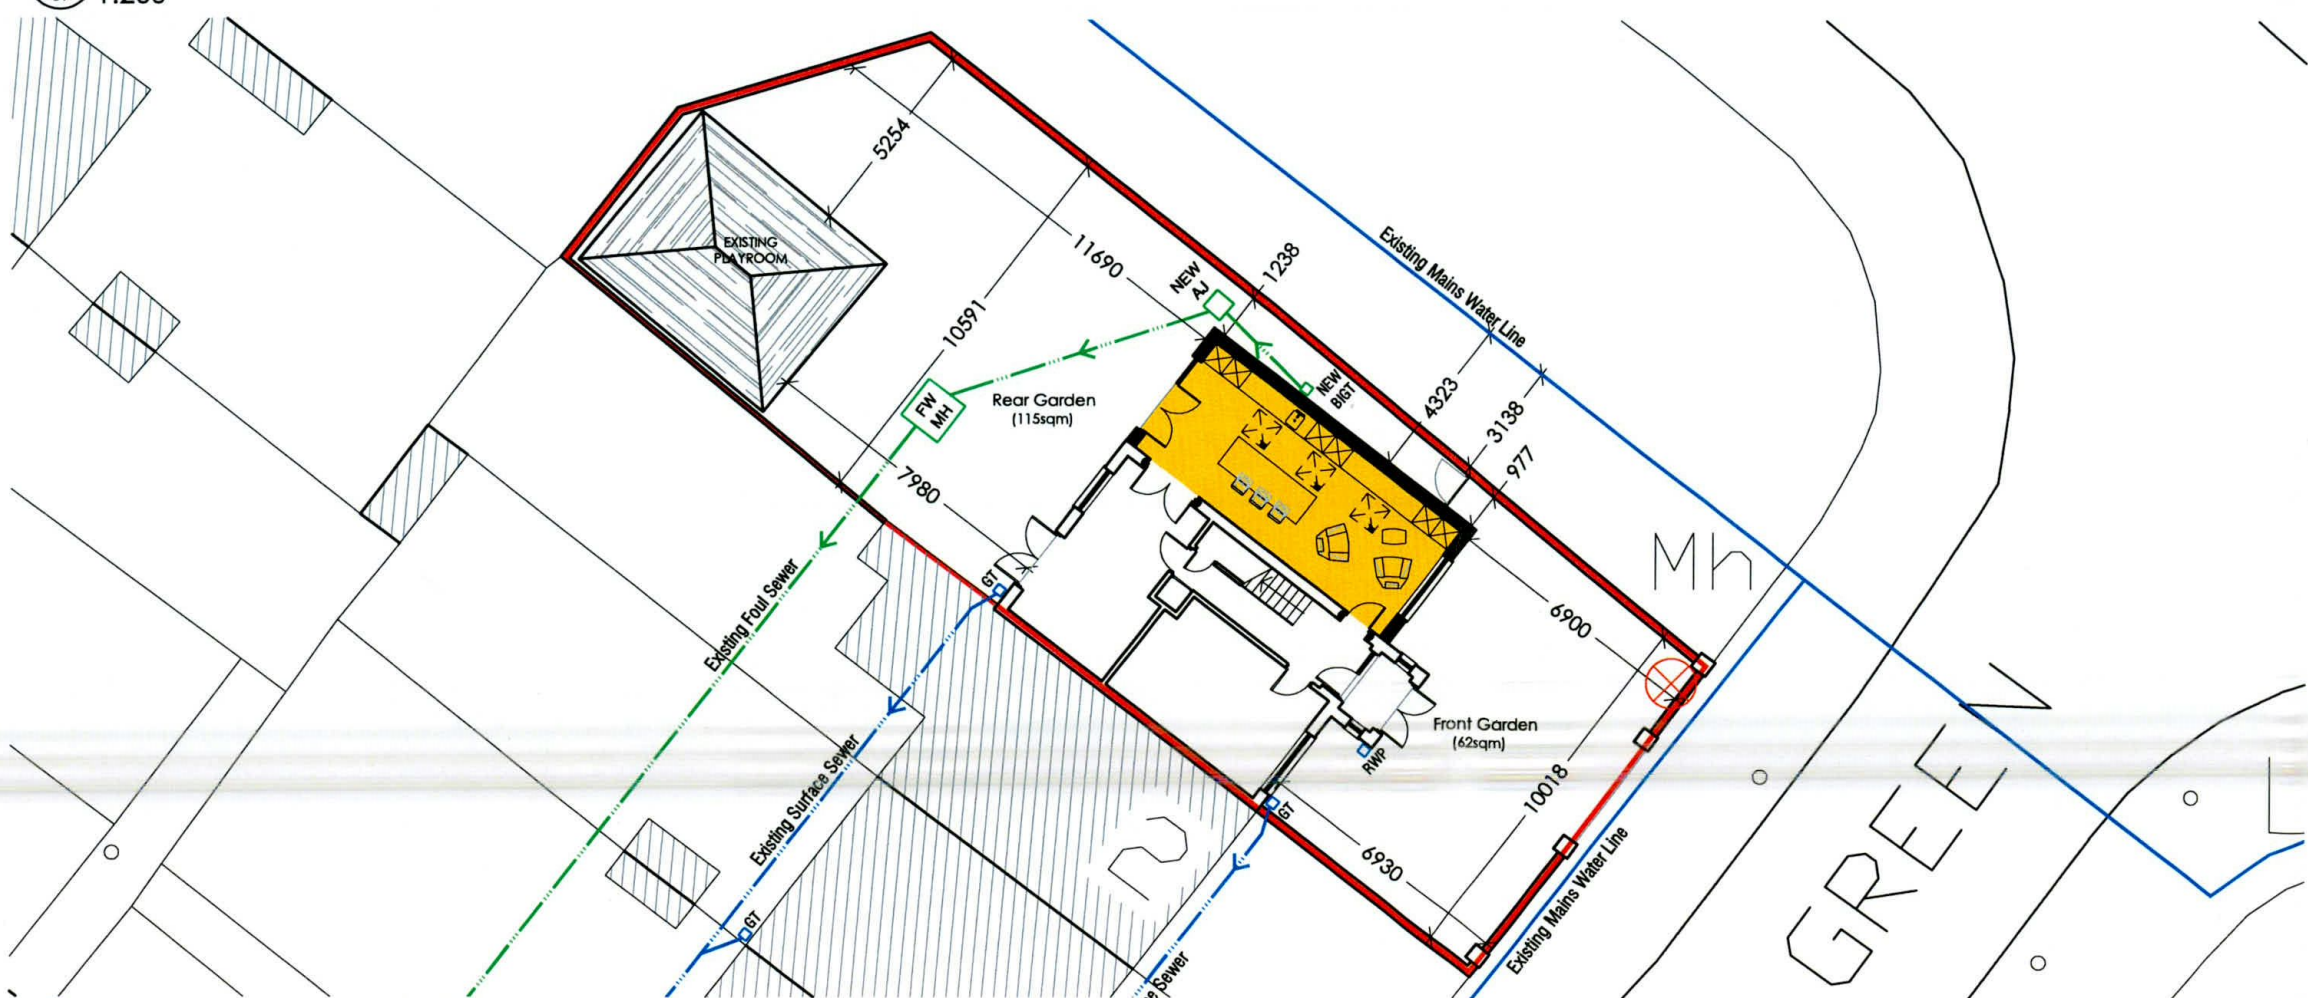 5254
EXISTING
PLAYROOM
11690
1238
NEW
AJ
10591
Existing Mains Water Line
FW
MH
Rear Garden
(115sqm)
NEW
BIGT
4323
3138
977
7980
GT
Existing Foul Sewer
Mh
6900
Front Garden
(62sqm)
RWP
GT
10018
6930
Existing Surface Sewer
GT
2
Existing Mains Water Line
GREEN
Sewer